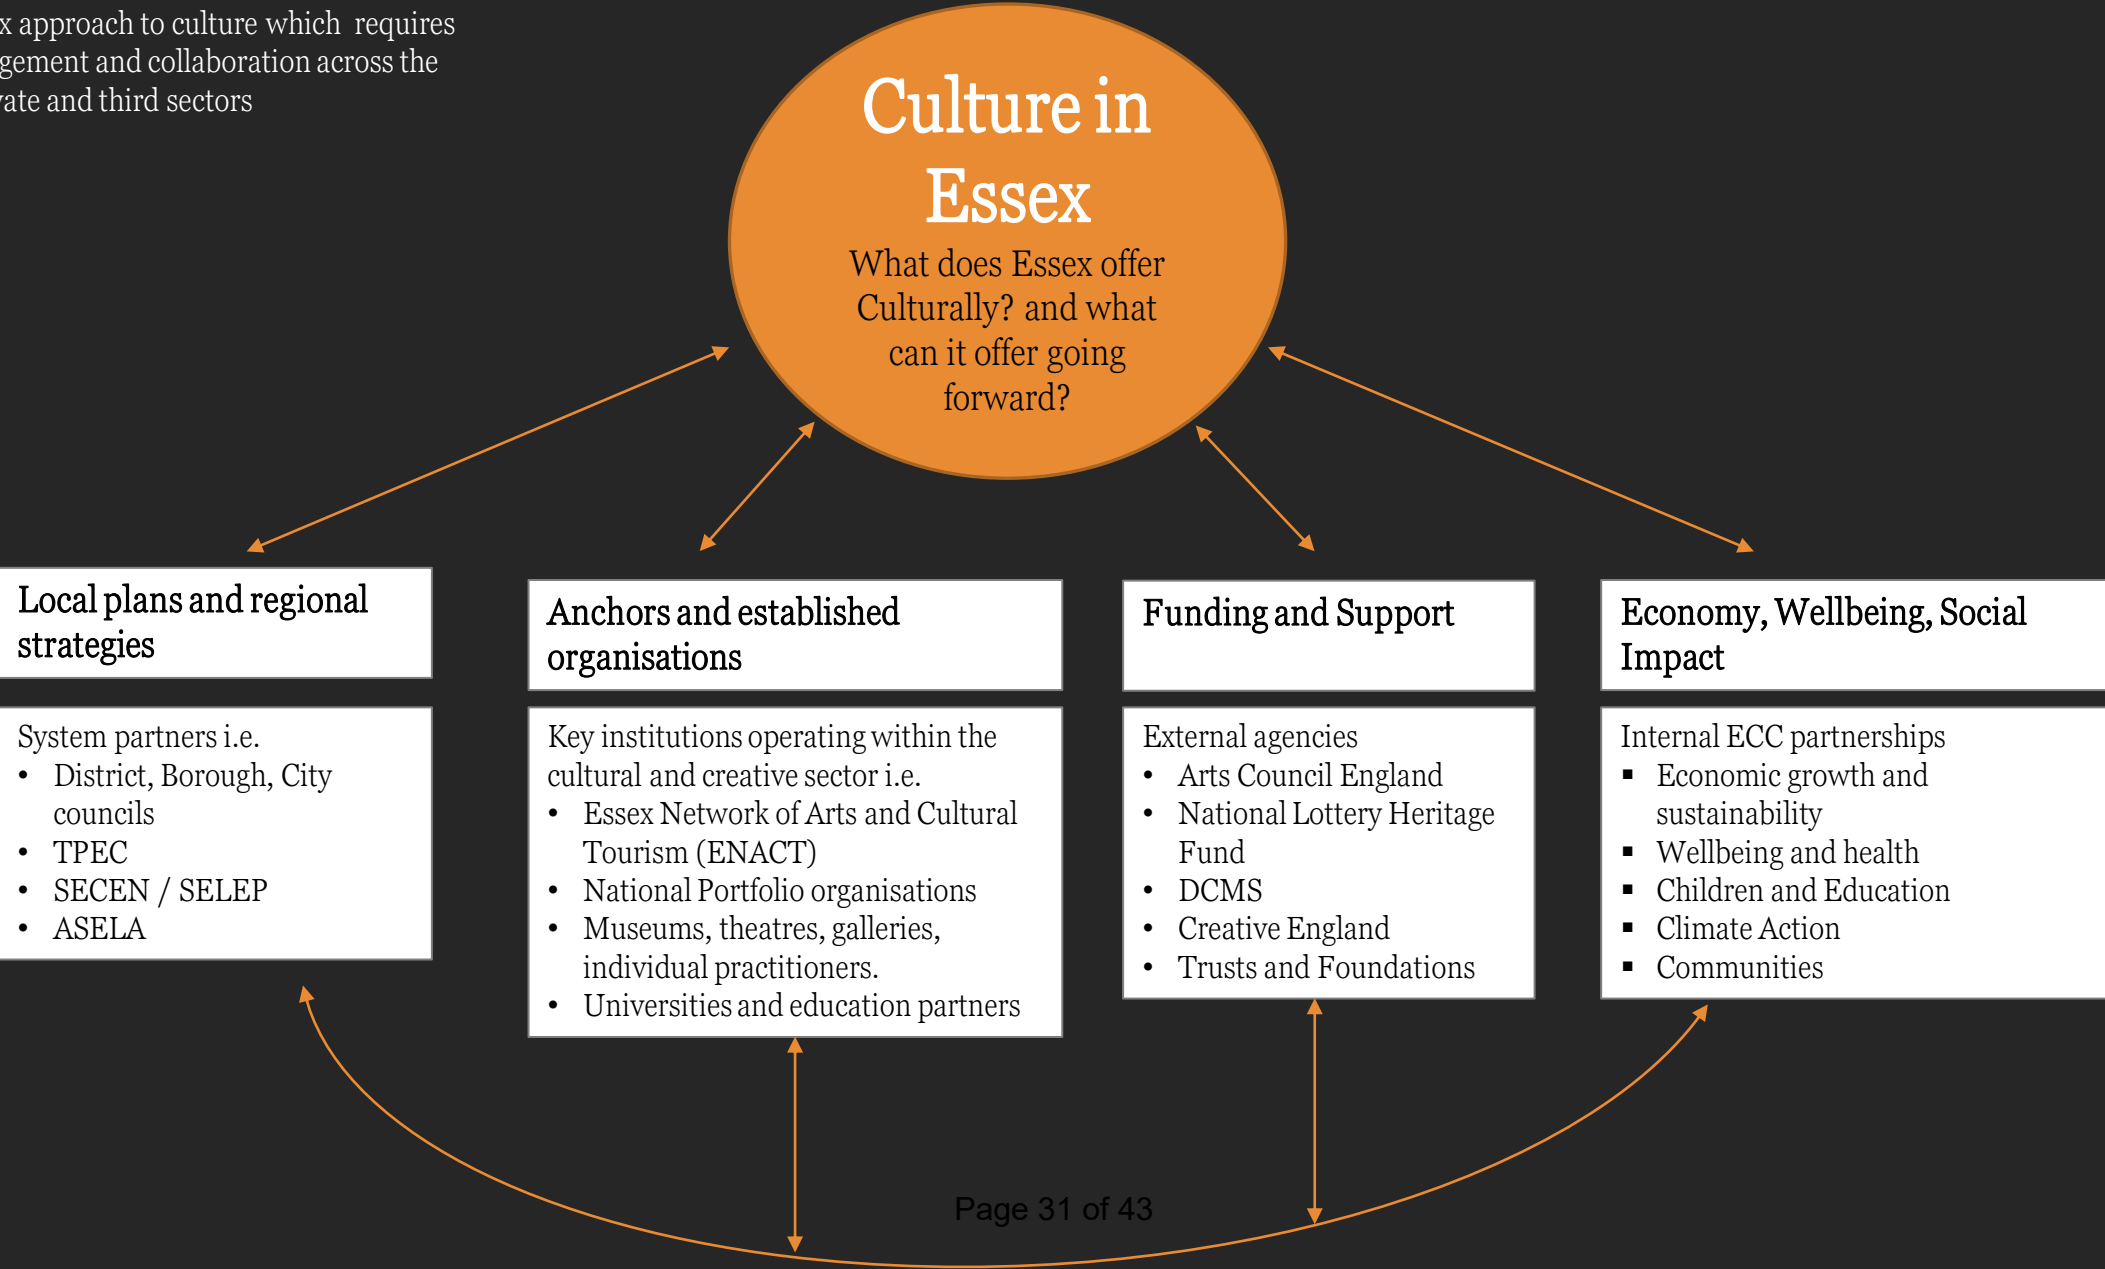 x approach to culture which requires
gement and collaboration across the
vate and third sectors
Culture in
Essex
What does Essex offer
Culturally? and what
can it offer going
forward?
Local plans and regional
strategies
System partners i.e.
• District, Borough, City
councils
• TPEC
• SECEN / SELEP
• ASELA
Anchors and established
organisations
Key institutions operating within the
cultural and creative sector i.e.
• Essex Network of Arts and Cultural
Tourism (ENACT)
• National Portfolio organisations
• Museums, theatres, galleries,
individual practitioners.
• Universities and education partners
Funding and Support
External agencies
• Arts Council England
• National Lottery Heritage
Fund
• DCMS
• Creative England
• Trusts and Foundations
Economy, Wellbeing, Social
Impact
Internal ECC partnerships
▪ Economic growth and
sustainability
▪ Wellbeing and health
▪ Children and Education
▪ Climate Action
▪ Communities
Page 31 of 43